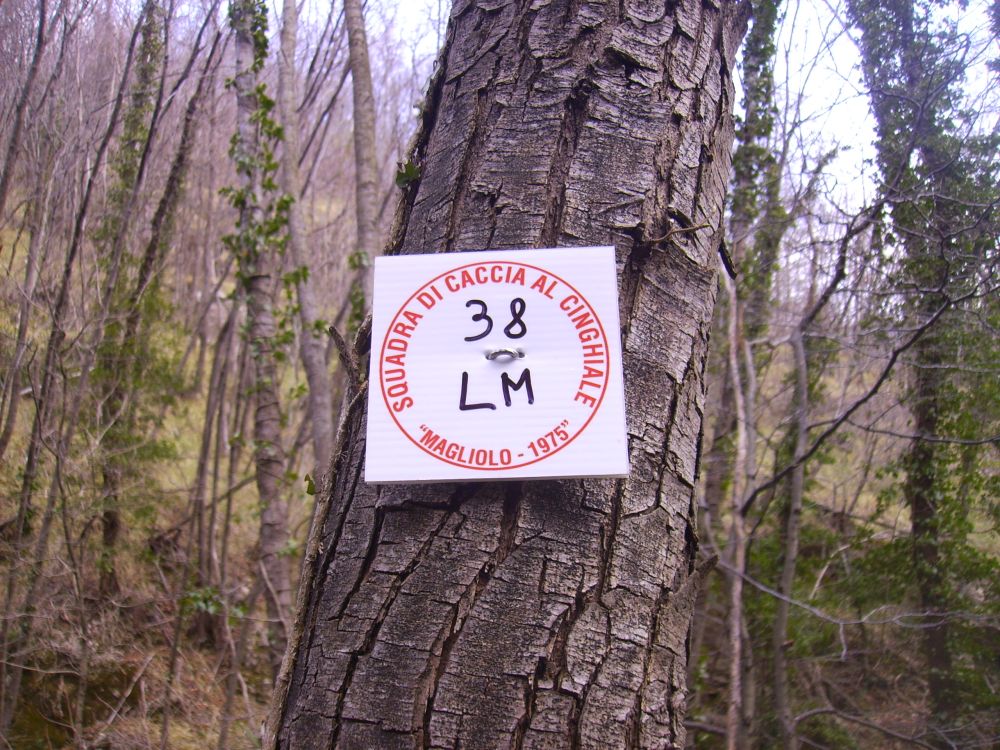 SQUADRA DI CACCIA AL CINGHIALE
38
LM
"MAGLIOLO - 1975"